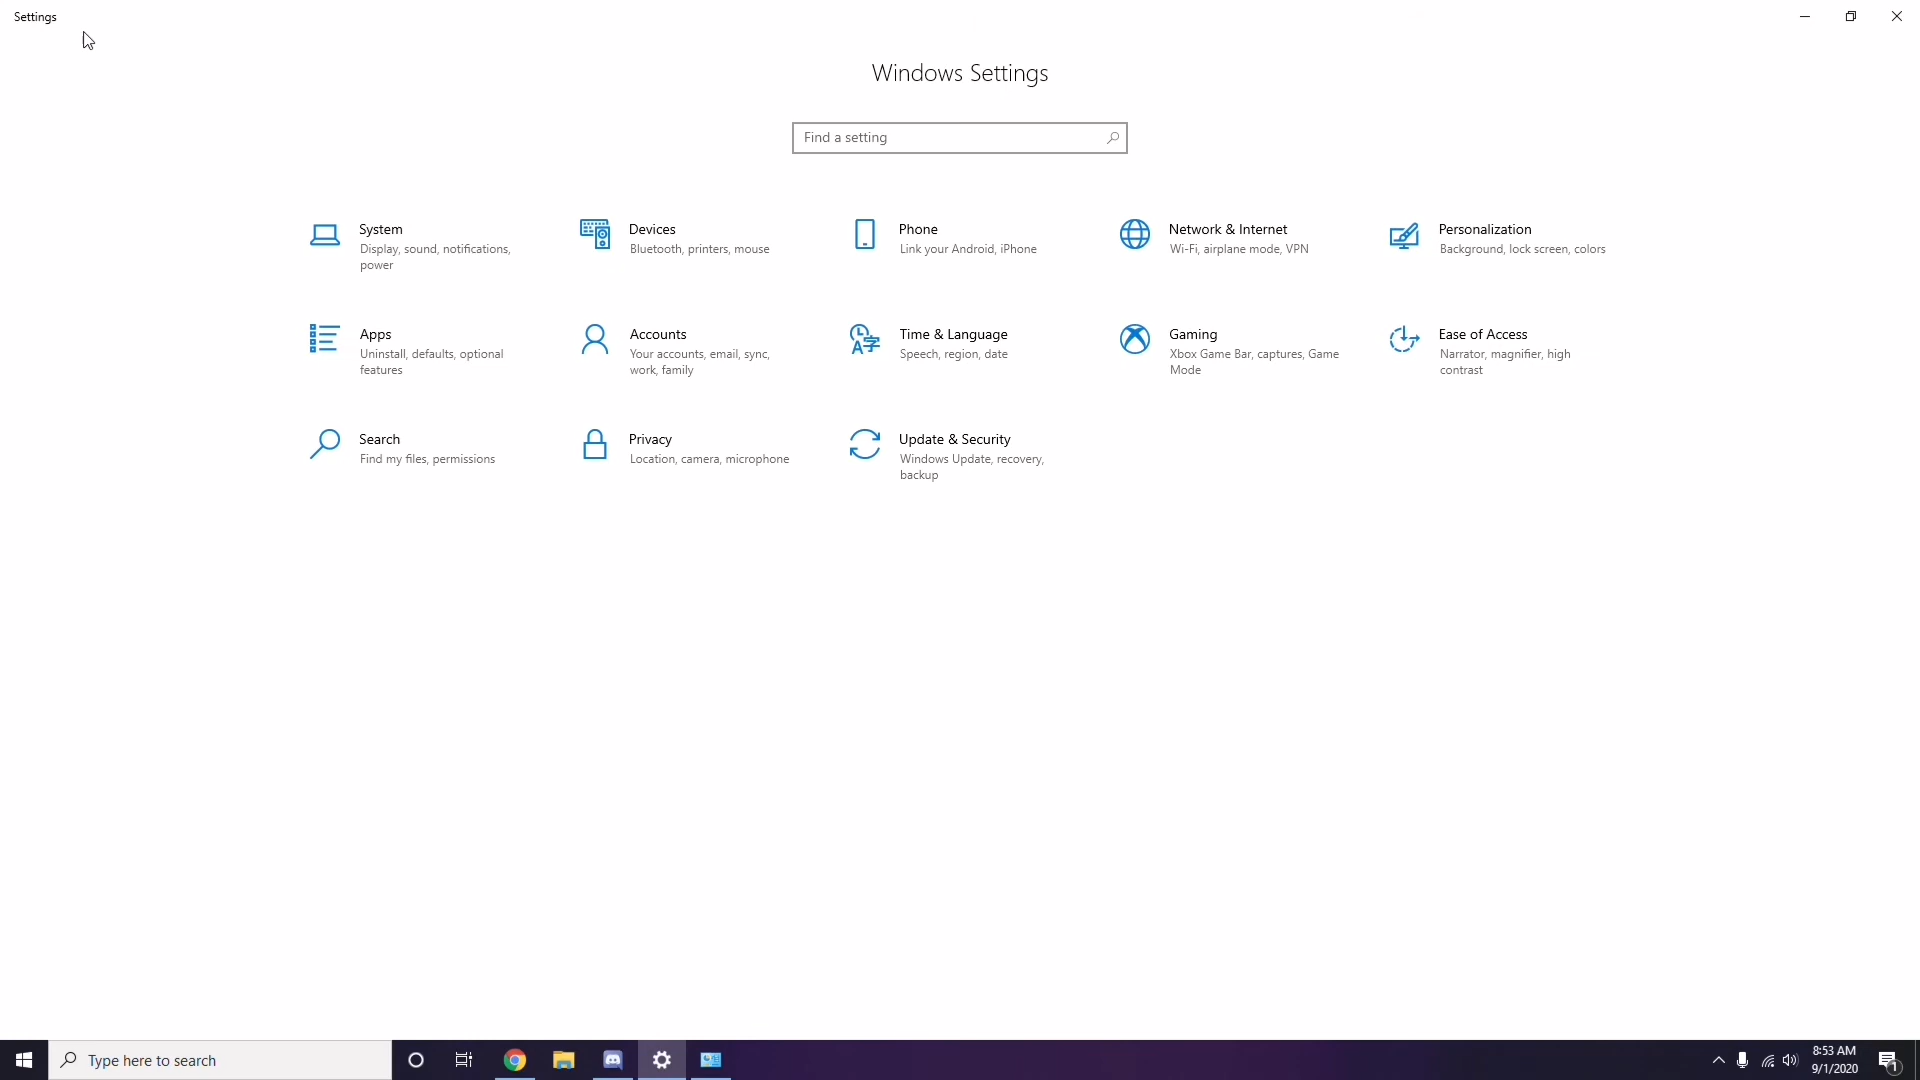 Settings
Windows Settings
Find a setting
System
Display, sound, notifications,
power
Devices
Bluetooth, printers, mouse
Phone
Link your Android, iPhone
Network & Internet
Wi-Fi, airplane mode, VPN
Personalization
Background, lock screen, colors
Apps
Uninstall, defaults, optional
features
Accounts
Your accounts, email, sync,
work, family
Time & Language
Speech, region, date
Gaming
Xbox Game Bar, captures, Game
Mode
Ease of Access
Narrator, magnifier, high
contrast
Search
Find my files, permissions
Privacy
Location, camera, microphone
Update & Security
Windows Update, recovery,
backup
Type here to search
8:53 AM
9/1/2020
1